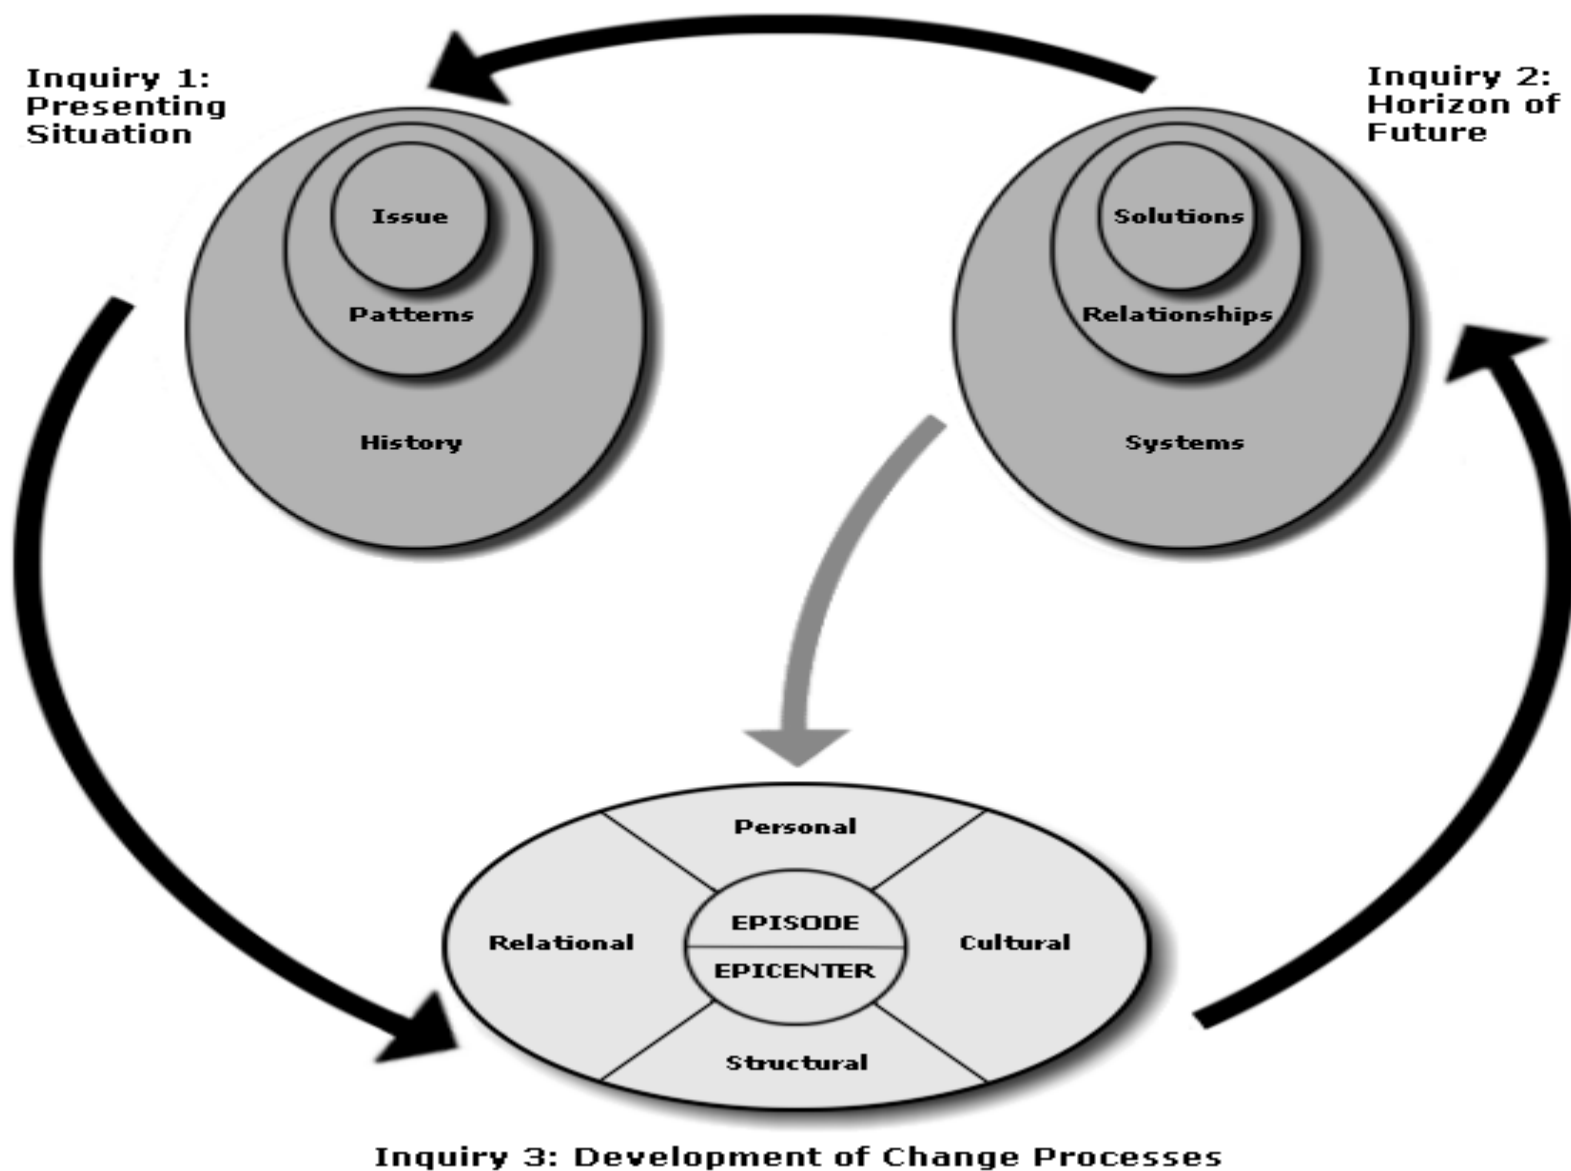 Inquiry 1:
Presenting
Situation
Inquiry 2:
Horizon of
Future
Issue
Patterns
History
Solutions
Relationships
Systems
Personal
Relational
EPISODE
EPICENTER
Cultural
Structural
Inquiry 3: Development of Change Processes